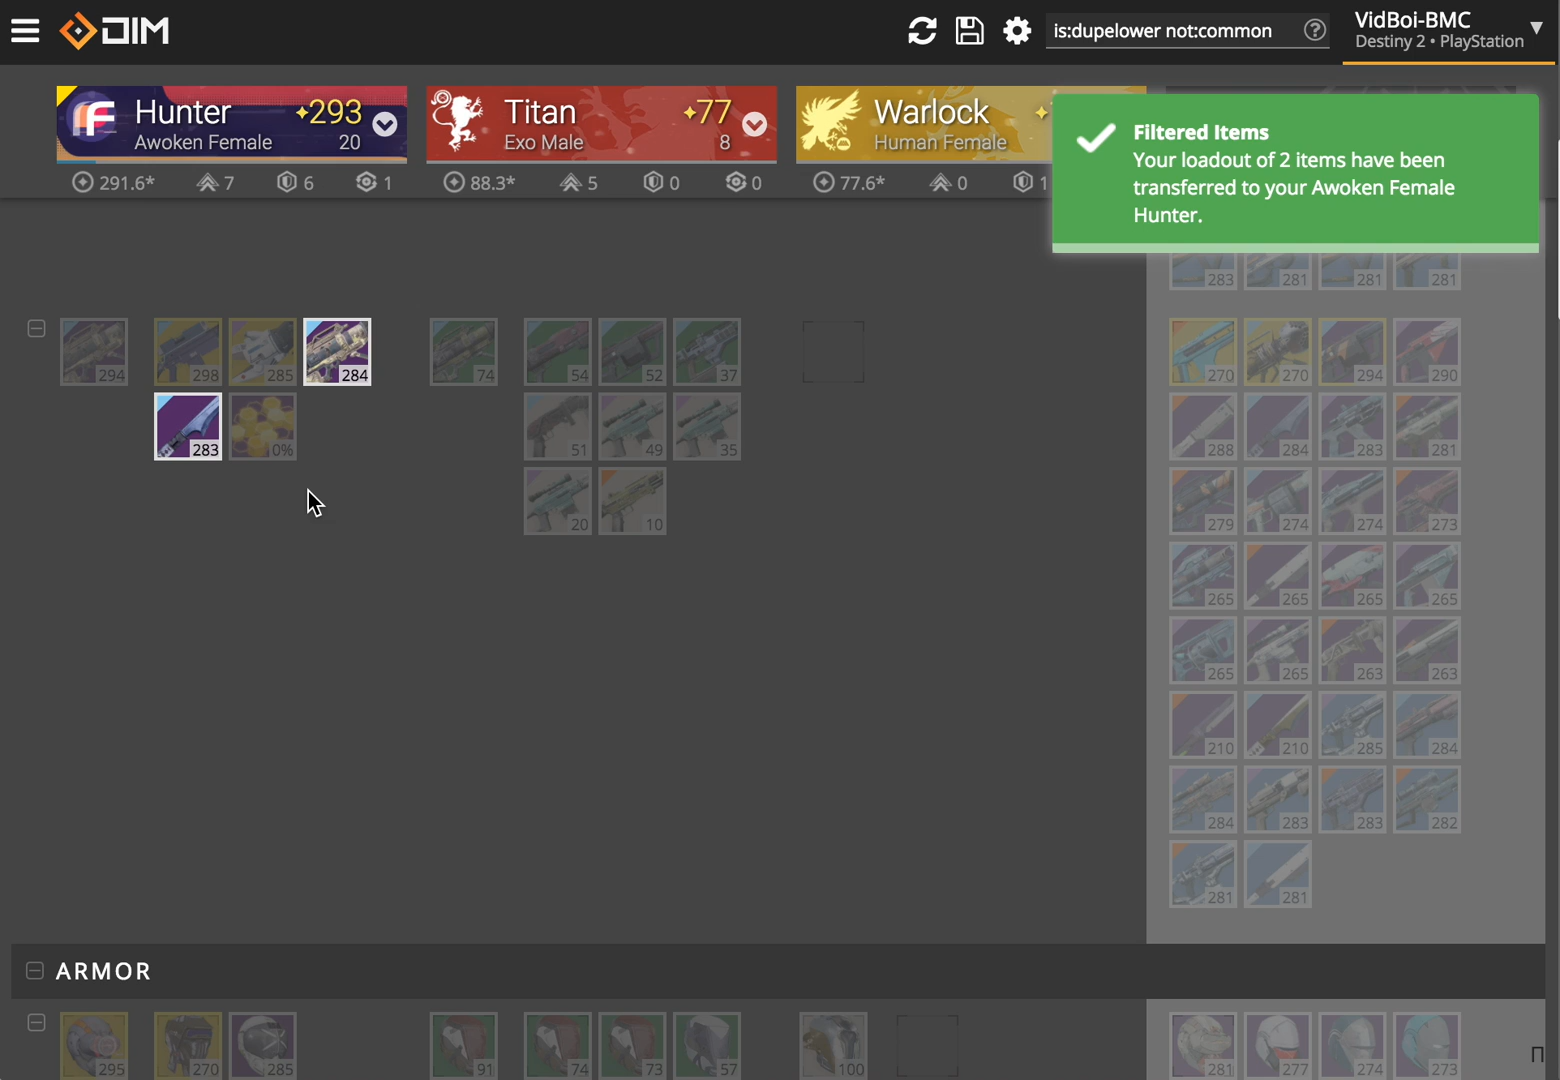 DIM
is:dupelower not:common
?
VidBoi-BMC
Destiny 2 • PlayStation
Hunter 293
Awoken Female 20
Titan 77
Exo Male 8
Warlock
Human Female
Filtered Items
Your loadout of 2 items have been
transferred to your Awoken Female
Hunter.
291.6* 7 6 1
88.3* 5 0 0
77.6* 0 1
283 281 281 281
294 298 285 284 74 54 52 37 270 270 294 290
283 0% 51 49 35 288 284 283 281
20 10 279 274 274 273
265 265 265 265
265 265 263 263
210 210 285 284
284 283 283 282
281 281
ARMOR
295 270 285 91 74 73 57 100 281 277 274 273